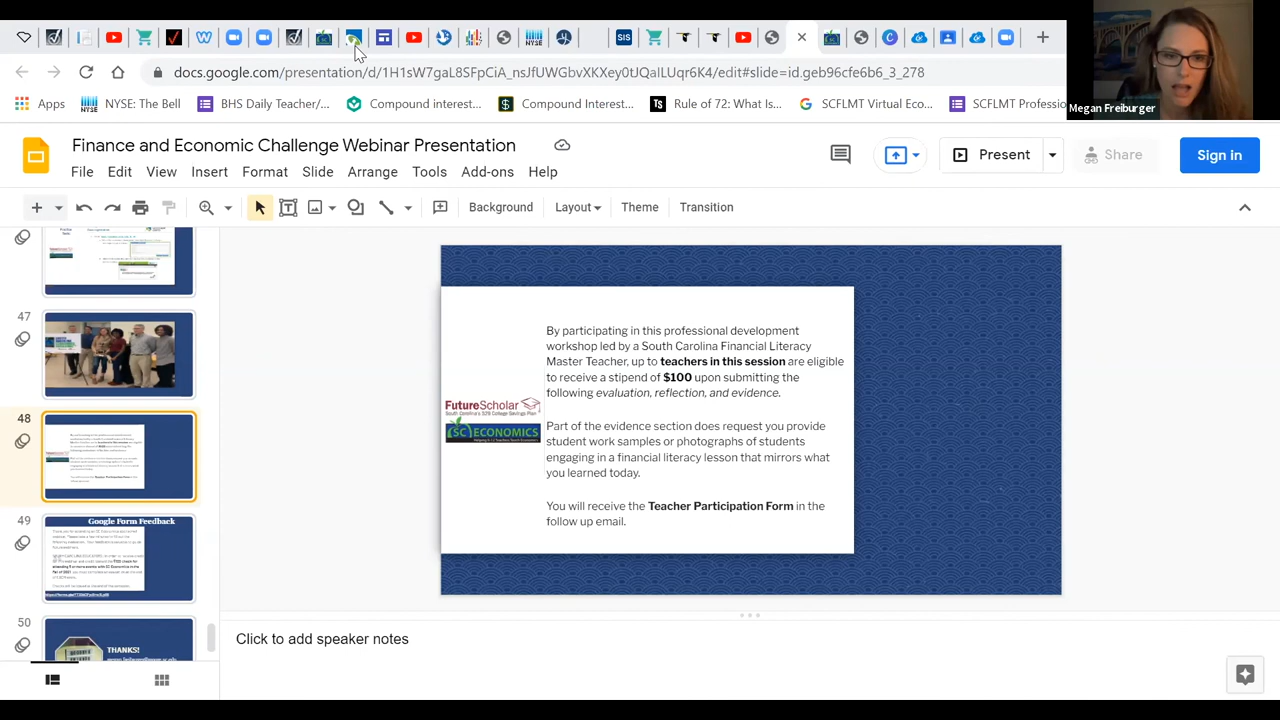 docs.google.com/presentation/d/1H1sW7gaL8SFpCiA_nsJfUWGbvXKXey0tUQaILUqr6K4/edit#slide=id.geb96cfe6b6_3_278
Apps
NYSE: The Bell
BHS Daily Teacher/...
Compound interest...
Compound Interest...
Rule of 72: What Is...
SCFLMT Virtual Eco...
SCFLMT Professio
Megan Freiburger
Finance and Economic Challenge Webinar Presentation
Present
Share
Sign in
File Edit View Insert Format Slide Arrange Tools Add-ons Help
Background Layout Theme Transition
47
48
49
Google Form Feedback
50
THANKS!
By participating in this professional development
workshop led by a South Carolina Financial Literacy
Master Teacher, up to teachers in this session are eligible
to receive a stipend of $100 upon submitting the
following evaluation, reflection, and evidence.
FutureScholar
South Carolina's 529 College Savings Plan
SC ECONOMICS
Part of the evidence section does request you provide
work samples or photographs of students
engaging in a financial literacy lesson than
you learned today.
You will receive the Teacher Participation Form in the
up email.
Click to add speaker notes